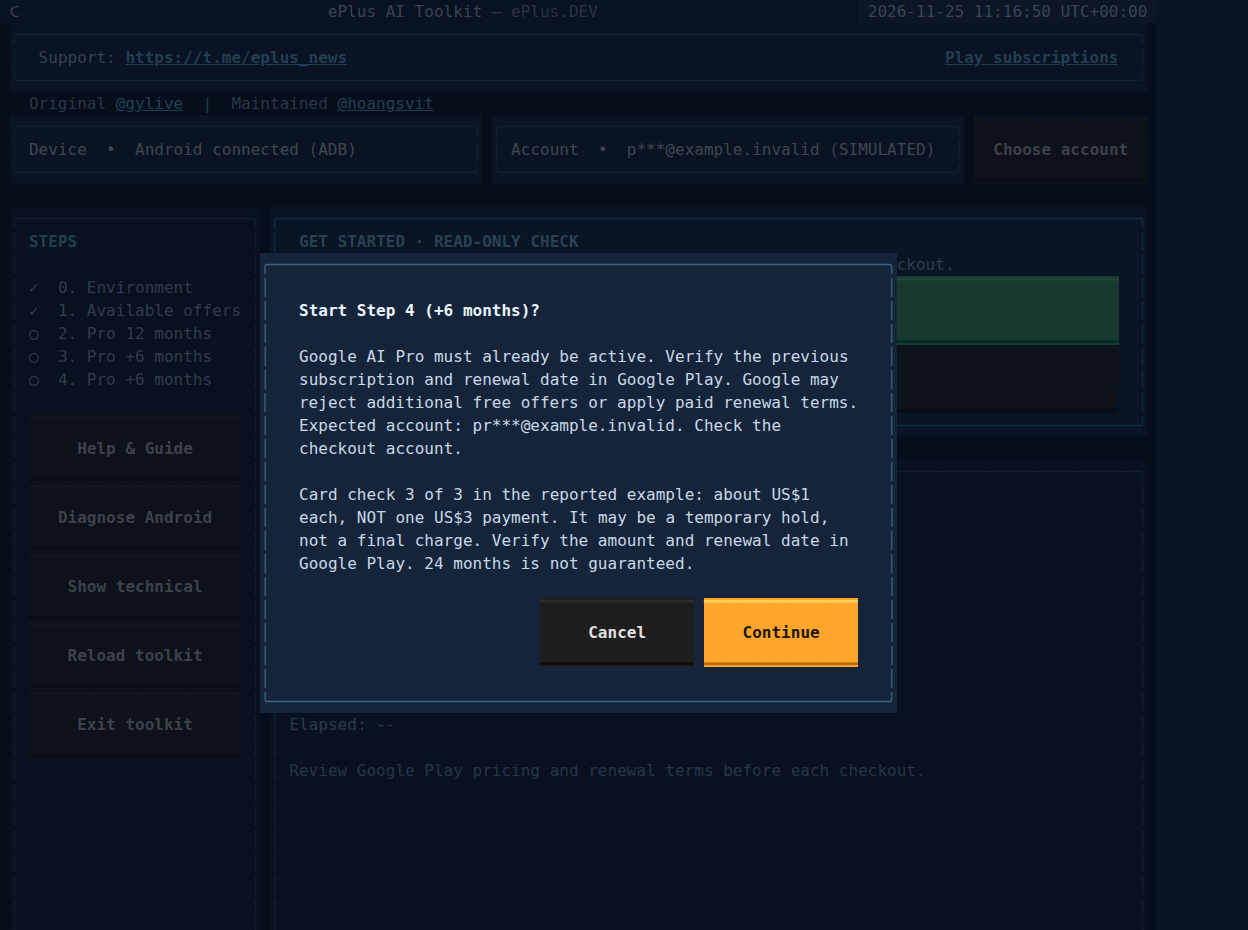 C
ePlus AI Toolkit — ePlus.DEV
2026-11-25 11:16:50 UTC+00:00
Support: https://t.me/eplus_news
Play subscriptions
Original @gylive | Maintained @hoangsvit
Device • Android connected (ADB)
Account • p***@example.invalid (SIMULATED)
Choose account
STEPS
✓ 0. Environment
✓ 1. Available offers
○ 2. Pro 12 months
○ 3. Pro +6 months
○ 4. Pro +6 months
Help & Guide
Diagnose Android
Show technical
Reload toolkit
Exit toolkit
GET STARTED · READ-ONLY CHECK
ckout.
Start Step 4 (+6 months)?
Google AI Pro must already be active. Verify the previous
subscription and renewal date in Google Play. Google may
reject additional free offers or apply paid renewal terms.
Expected account: pr***@example.invalid. Check the
checkout account.
Card check 3 of 3 in the reported example: about US$1
each, NOT one US$3 payment. It may be a temporary hold,
not a final charge. Verify the amount and renewal date in
Google Play. 24 months is not guaranteed.
Cancel
Continue
Elapsed: --
Review Google Play pricing and renewal terms before each checkout.